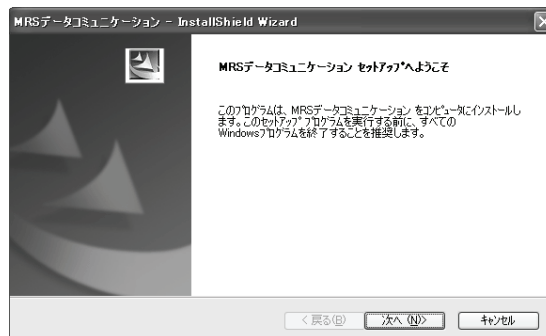 MRSデータコミュニケーション - InstallShield Wizard
MRSデータコミュニケーション ｾｯﾄｱｯﾌﾟへようこそ
このﾌﾟﾛｸﾞﾗﾑは、MRSデータコミュニケーション をｺﾝﾋﾟｭｰﾀにｲﾝｽﾄｰﾙし
ます。このｾｯﾄｱｯﾌﾟ ﾌﾟﾛｸﾞﾗﾑを実行する前に、すべての
Windowsﾌﾟﾛｸﾞﾗﾑを終了することを推奨します。
< 戻る(B)
次へ (N)>
ｷｬﾝｾﾙ